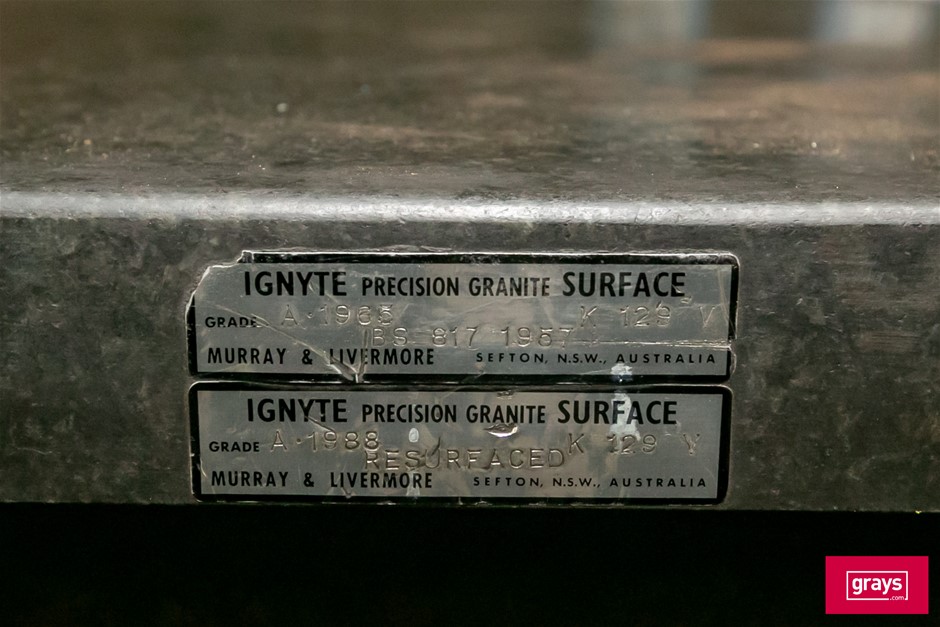 IGNYTE PRECISION GRANITE SURFACE
GRADE A·1965 K 129 V
BS 817 1957
MURRAY & LIVERMORE SEFTON, N.S.W., AUSTRALIA
IGNYTE PRECISION GRANITE SURFACE
GRADE A·1988 K 129 V
RESURFACED
MURRAY & LIVERMORE SEFTON, N.S.W., AUSTRALIA
grays
.com